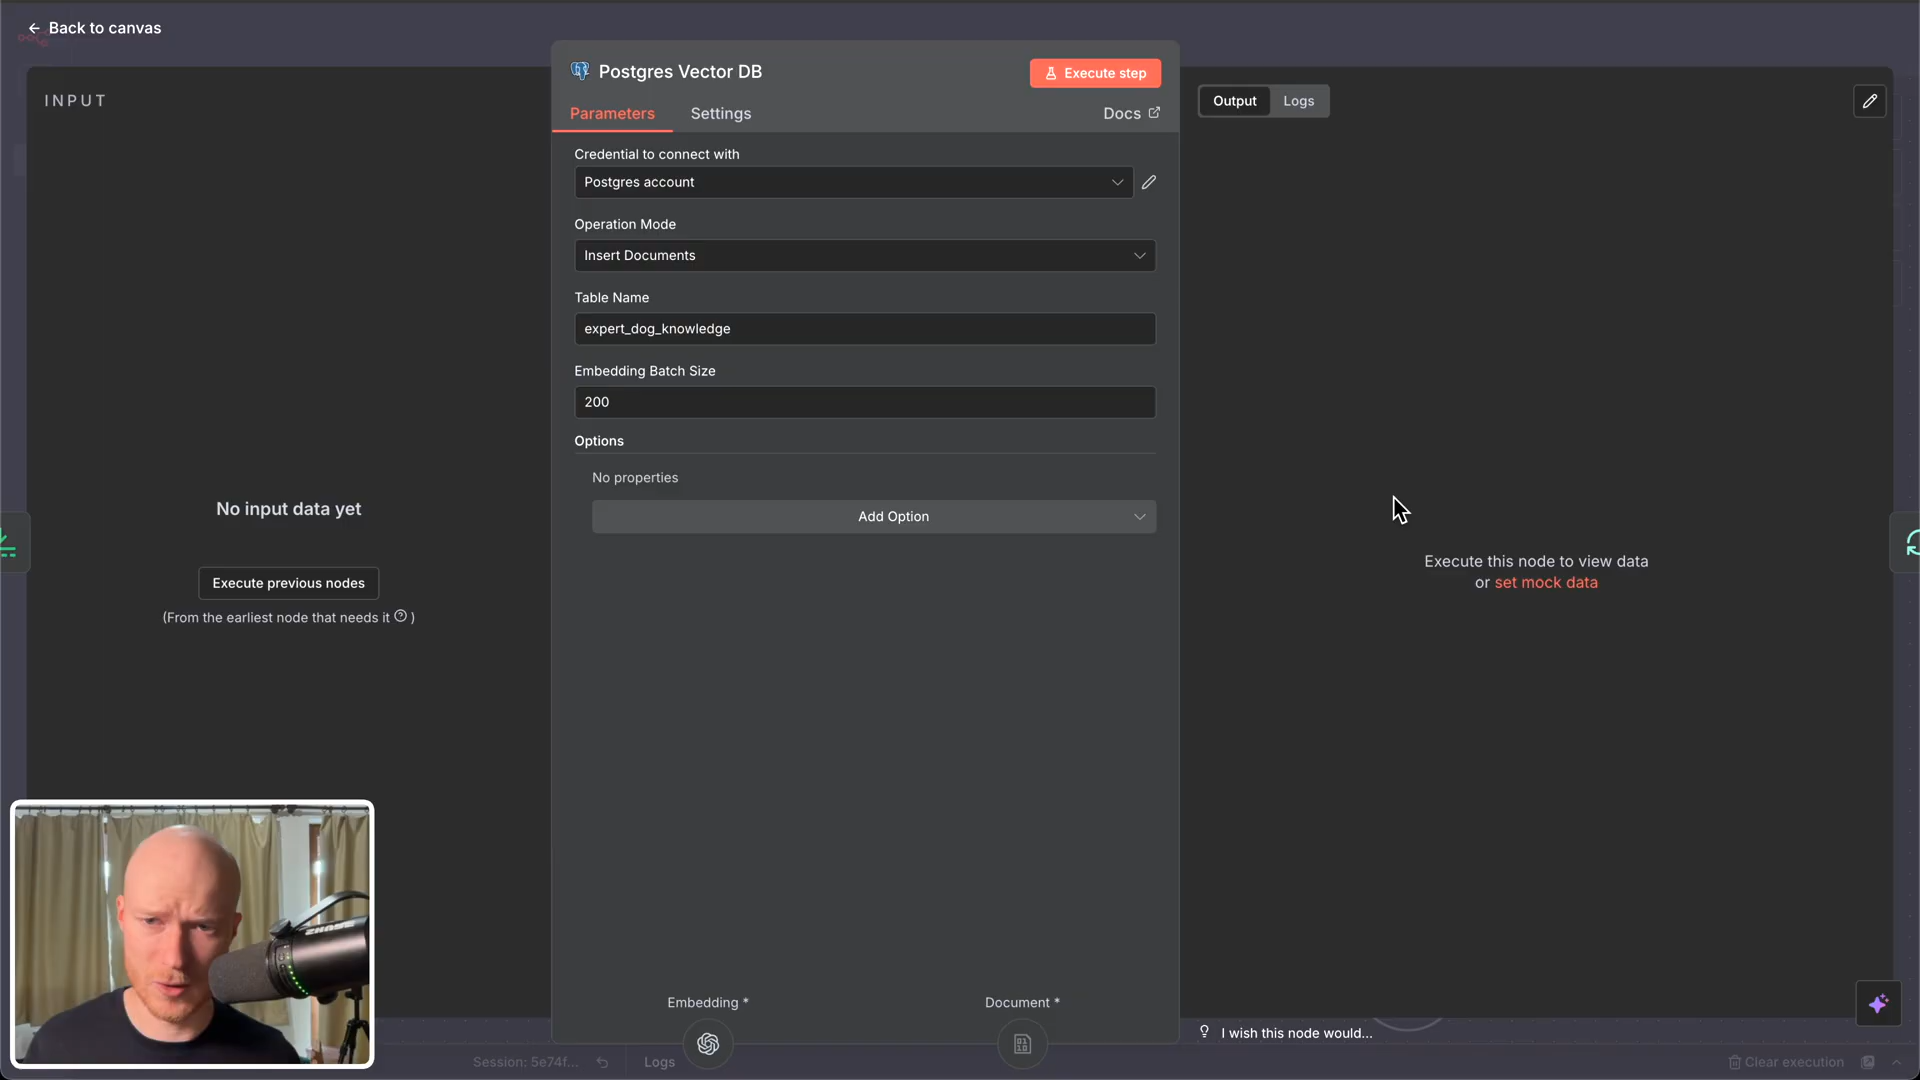 Back to canvas
INPUT
No input data yet
Execute previous nodes
(From the earliest node that needs it ? )
Postgres Vector DB
Execute step
Parameters
Settings
Docs
Credential to connect with
Postgres account
Operation Mode
Insert Documents
Table Name
expert_dog_knowledge
Embedding Batch Size
200
Options
No properties
Add Option
Embedding *
Document *
Output
Logs
Execute this node to view data
or set mock data
I wish this node would...
Session: 5e74f...
Logs
Clear execution